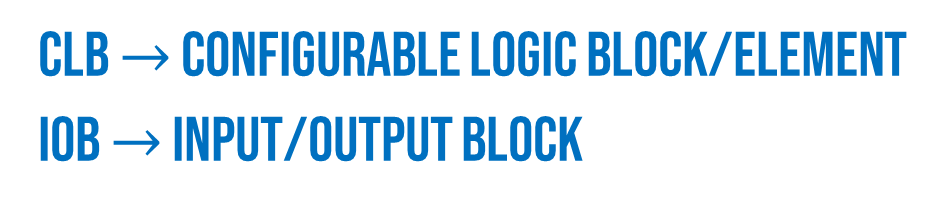 CLB → CONFIGURABLE LOGIC BLOCK/ELEMENT
IOB → INPUT/OUTPUT BLOCK